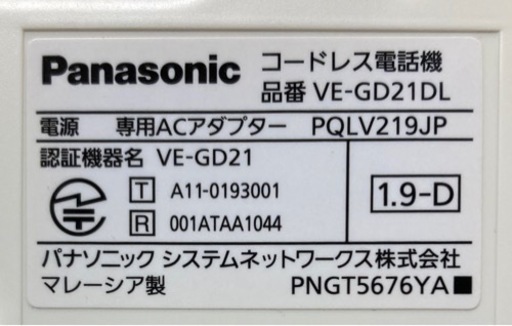 Panasonic コードレス電話機
品番 VE-GD21DL
電源 専用ACアダプター PQLV219JP
認証機器名 VE-GD21
T A11-0193001
R 001ATAA1044
1.9-D
パナソニック システムネットワークス株式会社
マレーシア製 PNGT5676YA■